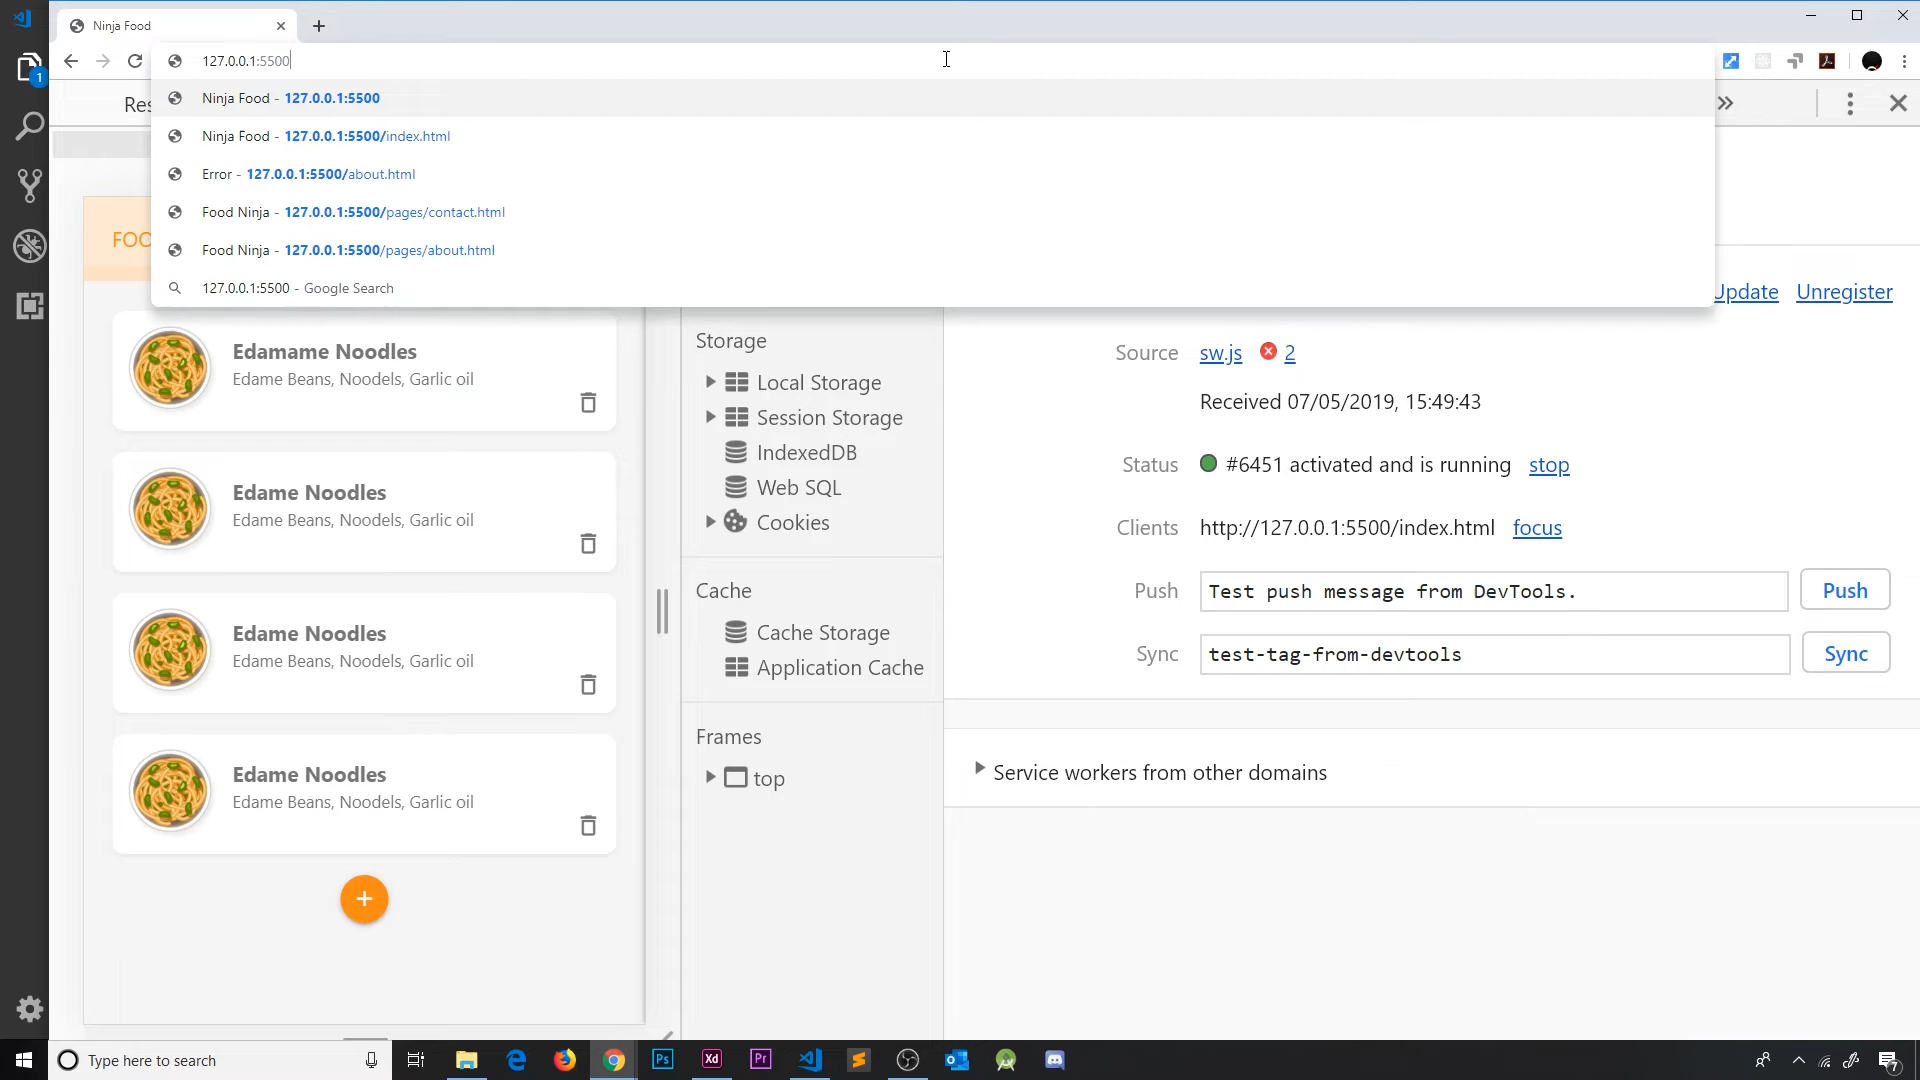 Ninja Food
127.0.0.1:5500
Ninja Food - 127.0.0.1:5500
Ninja Food - 127.0.0.1:5500/index.html
Error - 127.0.0.1:5500/about.html
Food Ninja - 127.0.0.1:5500/pages/contact.html
Food Ninja - 127.0.0.1:5500/pages/about.html
127.0.0.1:5500 - Google Search
1
Res
FOO
Edamame Noodles
Edame Beans, Noodels, Garlic oil
Edame Noodles
Edame Beans, Noodels, Garlic oil
Edame Noodles
Edame Beans, Noodels, Garlic oil
Edame Noodles
Edame Beans, Noodels, Garlic oil
+
Storage
Local Storage
Session Storage
IndexedDB
Web SQL
Cookies
Cache
Cache Storage
Application Cache
Frames
top
Update Unregister
Source sw.js 2
Received 07/05/2019, 15:49:43
Status #6451 activated and is running stop
Clients http://127.0.0.1:5500/index.html focus
Push Test push message from DevTools. Push
Sync test-tag-from-devtools Sync
Service workers from other domains
Type here to search
Ps
Xd
Pr
7